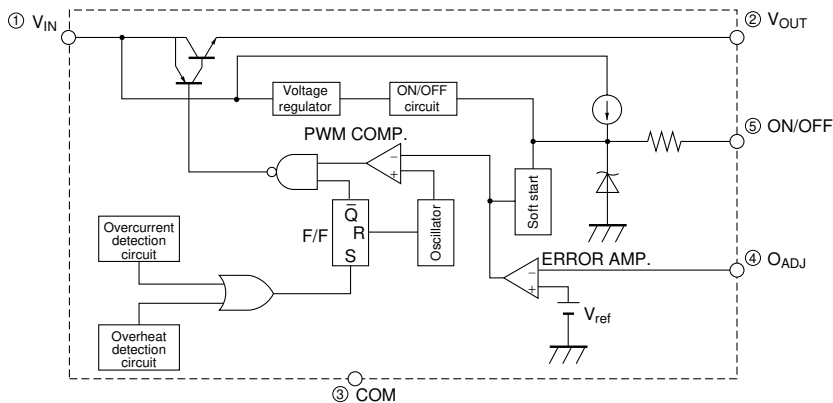 ① VIN
② VOUT
Voltage
regulator
ON/OFF
circuit
⑤ ON/OFF
PWM COMP.
−
+
Soft start
Oscillator
Q̅
R
S
F/F
Overcurrent
detection
circuit
ERROR AMP.
④ OADJ
−
+
Vref
Overheat
detection
circuit
③ COM